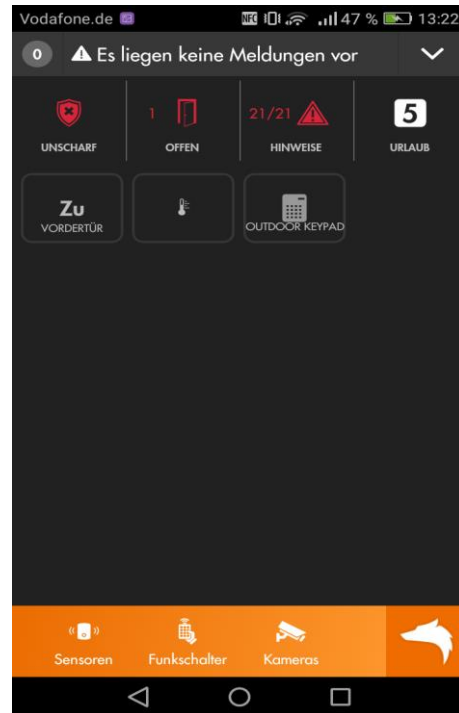 Vodafone.de NFC 47 % 13:22
0 Es liegen keine Meldungen vor
1 21/21 5
UNSCHARF OFFEN HINWEISE URLAUB
Zu
VORDERTÜR OUTDOOR KEYPAD
Sensoren Funkschalter Kameras